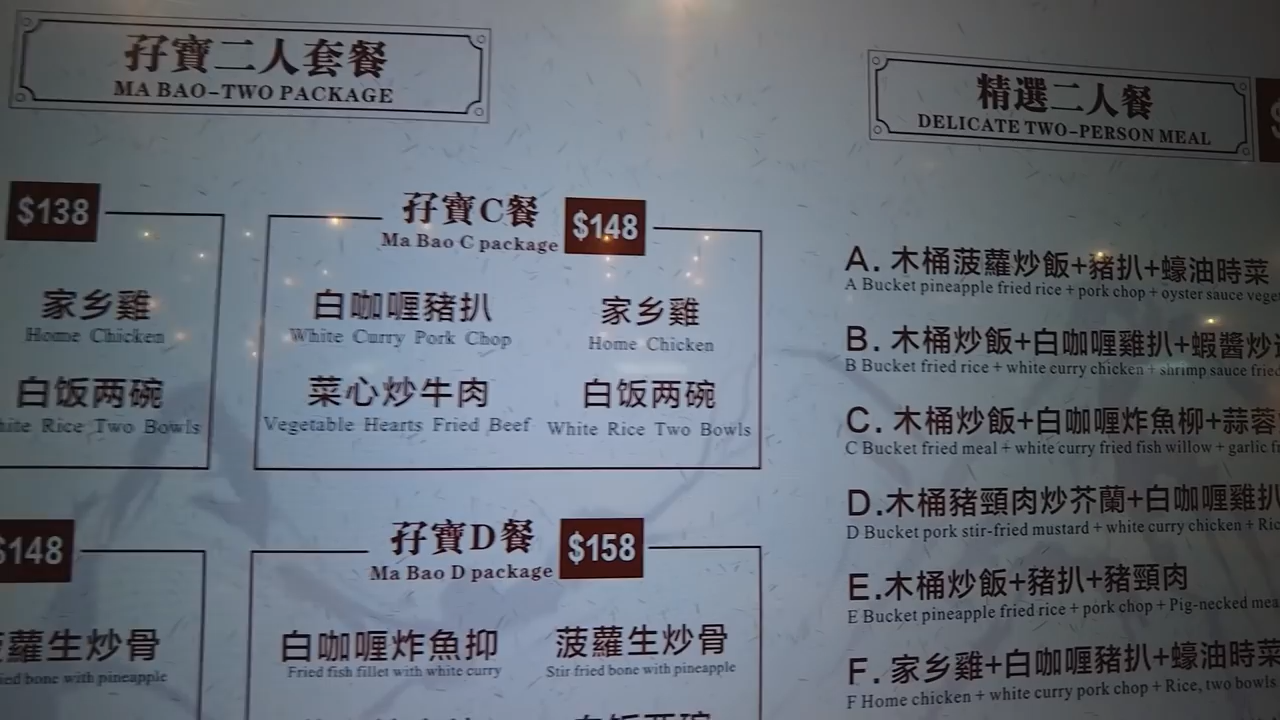 孖寶二人套餐
MA BAO-TWO PACKAGE
$138
家乡雞
Home Chicken
白饭两碗
Rice Two Bowls
孖寶C餐
$148
Ma Bao C package
白咖喱豬扒
White Curry Pork Chop
家乡雞
Home Chicken
菜心炒牛肉
Vegetable Hearts Fried Beef
白饭两碗
White Rice Two Bowls
$148
蘿生炒骨
bone with pineapple
孖寶D餐
$158
Ma Bao D package
白咖喱炸魚抑
Fried fish fillet with white curry
菠蘿生炒骨
Stir fried bone with pineapple
精選二人餐
DELICATE TWO-PERSON MEAL
A. 木桶菠蘿炒飯+豬扒+蠔油時菜
A Bucket pineapple fried rice + pork chop + oyster sauce
B. 木桶炒飯+白咖喱雞扒+蝦醬炒
B Bucket fried rice + white curry chicken + shrimp sauce fried
C. 木桶炒飯+白咖喱炸魚柳+蒜蓉
C Bucket fried meal + white curry fried fish willow + garlic
D.木桶豬頸肉炒芥蘭+白咖喱雞扒
D Bucket pork stir-fried mustard + white curry chicken +
E.木桶炒飯+豬扒+豬頸肉
E Bucket pineapple fried rice + pork chop + Pig-necked
F. 家乡雞+白咖喱豬扒+蠔油時菜
F Home chicken + white curry pork chop + Rice, two bowls